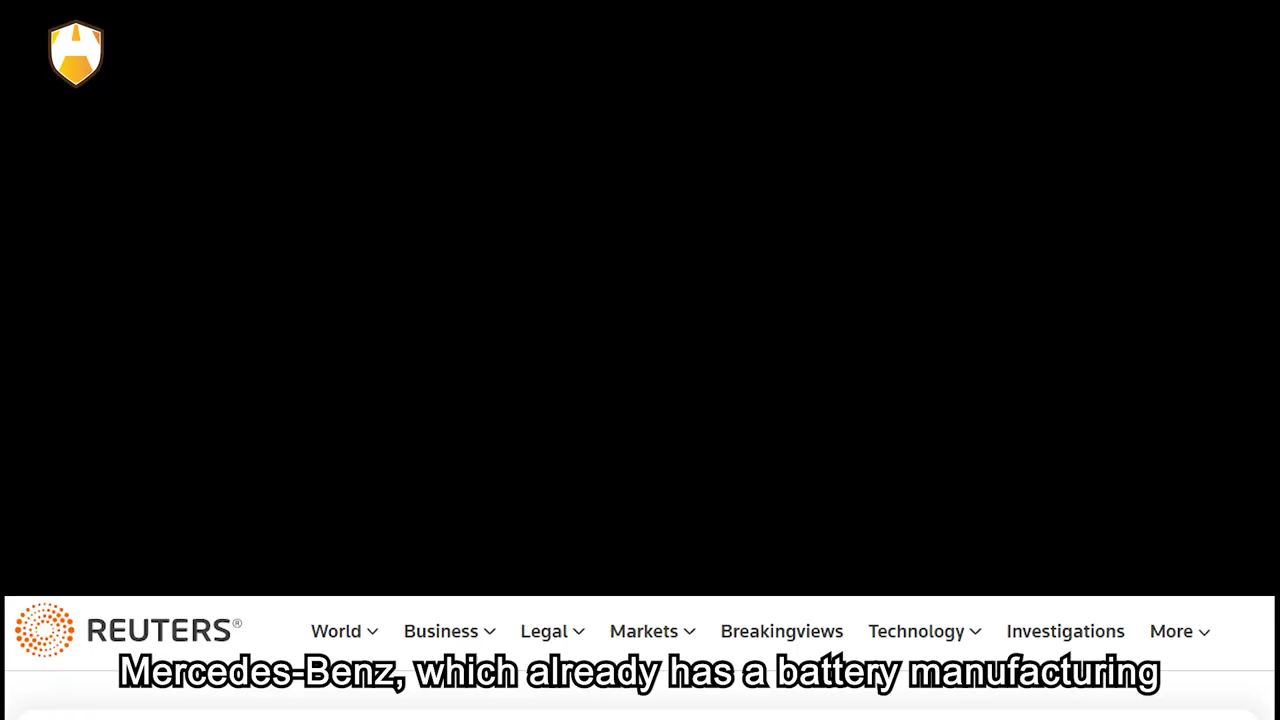 REUTERS® World Business Legal Markets Breakingviews Technology Investigations More
Mercedes-Benz, which already has a battery manufacturing